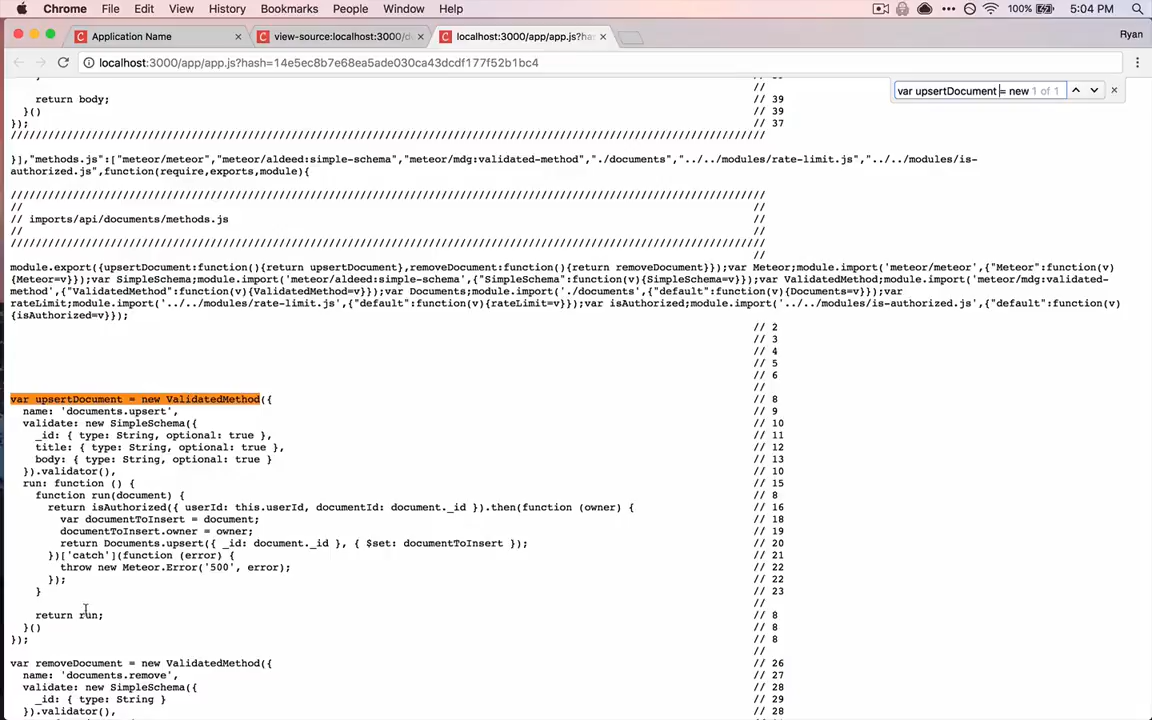 Chrome File Edit View History Bookmarks People Window Help 100% 5:04 PM
Application Name
view-source:localhost:3000/d
localhost:3000/app/app.js?ha
Ryan
localhost:3000/app/app.js?hash=14e5ec8b7e68ea5ade030ca43dcdf177f52b1bc4
var upsertDocument = new 1 of 1
//
return body; // 39
}() // 39
}); // 37
///////////////////////////////////////////////////////////////////////////////////////////////////////////////////////
}],"methods.js":["meteor/meteor","meteor/aldeed:simple-schema","meteor/mdg:validated-method","./documents","../../modules/rate-limit.js","../../modules/is-
authorized.js",function(require,exports,module){
///////////////////////////////////////////////////////////////////////////////////////////////////////////////////////
// //
// imports/api/documents/methods.js //
// //
///////////////////////////////////////////////////////////////////////////////////////////////////////////////////////
//
module.export({upsertDocument:function(){return upsertDocument},removeDocument:function(){return removeDocument}});var Meteor;module.import('meteor/meteor',{"Meteor":function(v)
{Meteor=v}});var SimpleSchema;module.import('meteor/aldeed:simple-schema',{"SimpleSchema":function(v){SimpleSchema=v}});var ValidatedMethod;module.import('meteor/mdg:validated-
method',{"ValidatedMethod":function(v){ValidatedMethod=v}});var Documents;module.import('./documents',{"default":function(v){Documents=v}});var
rateLimit;module.import('../../modules/rate-limit.js',{"default":function(v){rateLimit=v}});var isAuthorized;module.import('../../modules/is-authorized.js',{"default":function(v)
{isAuthorized=v}});
// 2
// 3
// 4
// 5
// 6
//
var upsertDocument = new ValidatedMethod({ // 8
name: 'documents.upsert', // 9
validate: new SimpleSchema({ // 10
_id: { type: String, optional: true }, // 11
title: { type: String, optional: true }, // 12
body: { type: String, optional: true } // 13
}).validator(), // 10
run: function () { // 15
function run(document) { // 8
return isAuthorized({ userId: this.userId, documentId: document._id }).then(function (owner) { // 16
var documentToInsert = document; // 18
documentToInsert.owner = owner; // 19
return Documents.upsert({ _id: document._id }, { $set: documentToInsert }); // 20
})['catch'](function (error) { // 21
throw new Meteor.Error('500', error); // 22
}); // 22
} // 23
//
return run; // 8
}() // 8
}); // 8
//
var removeDocument = new ValidatedMethod({ // 26
name: 'documents.remove', // 27
validate: new SimpleSchema({ // 28
_id: { type: String } // 29
}).validator(), // 28